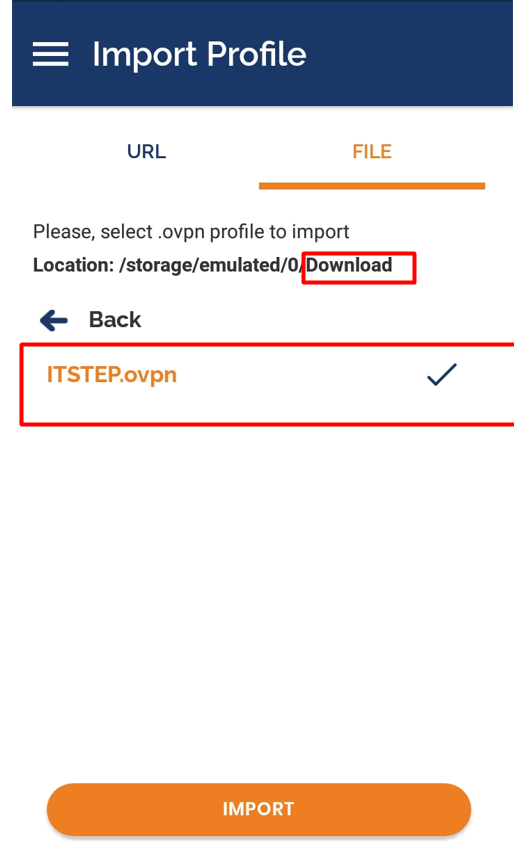 Import Profile
URL
FILE
Please, select .ovpn profile to import
Location: /storage/emulated/0/Download
Back
ITSTEP.ovpn
IMPORT